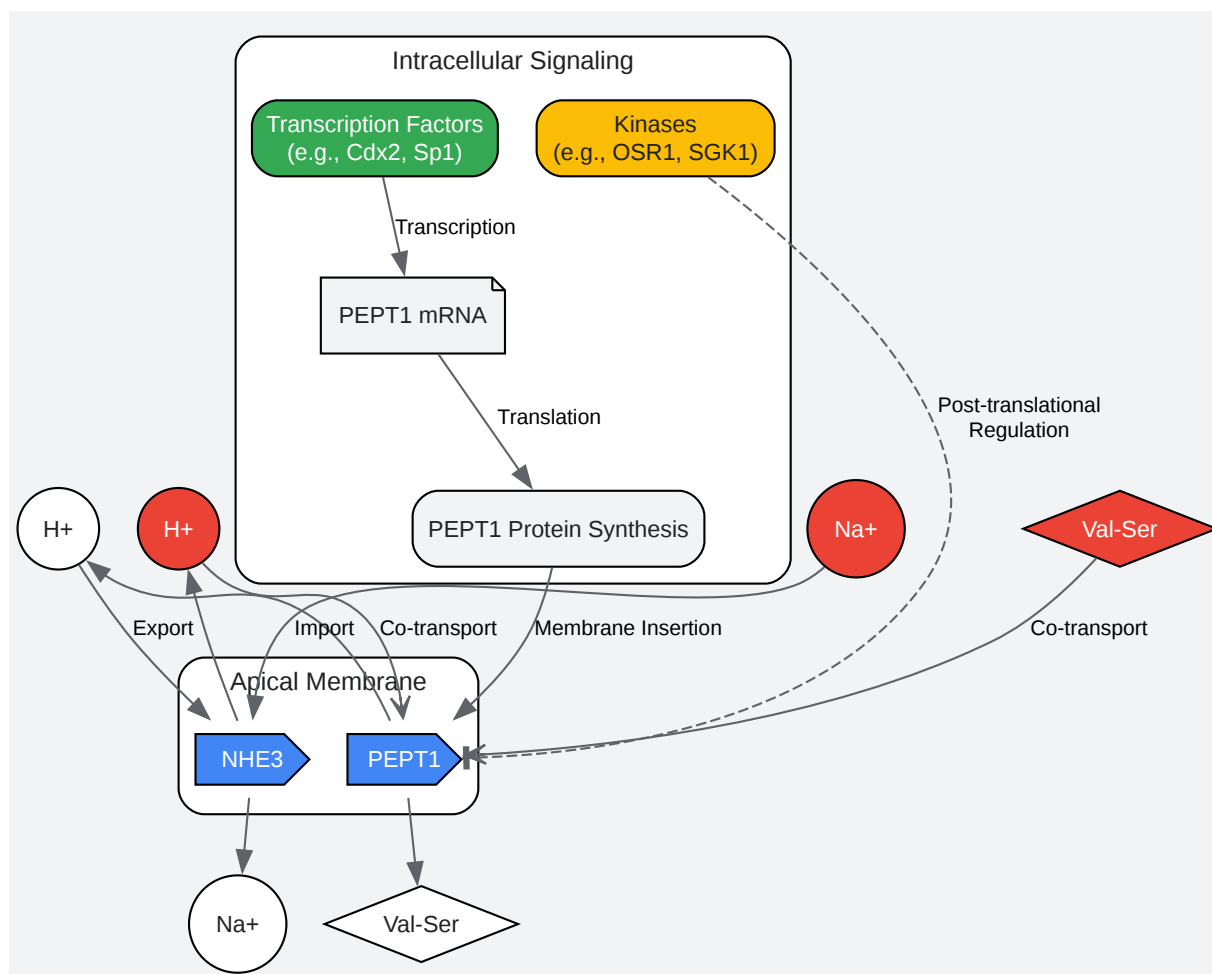 Intracellular Signaling
Transcription Factors
(e.g., Cdx2, Sp1)
Kinases
(e.g., OSR1, SGK1)
Transcription
PEPT1 mRNA
Post-translational
Regulation
Translation
H+
H+
PEPT1 Protein Synthesis
Na+
Val-Ser
Export
Import
Co-transport
Membrane Insertion
Co-transport
Apical Membrane
NHE3
PEPT1
Na+
Val-Ser